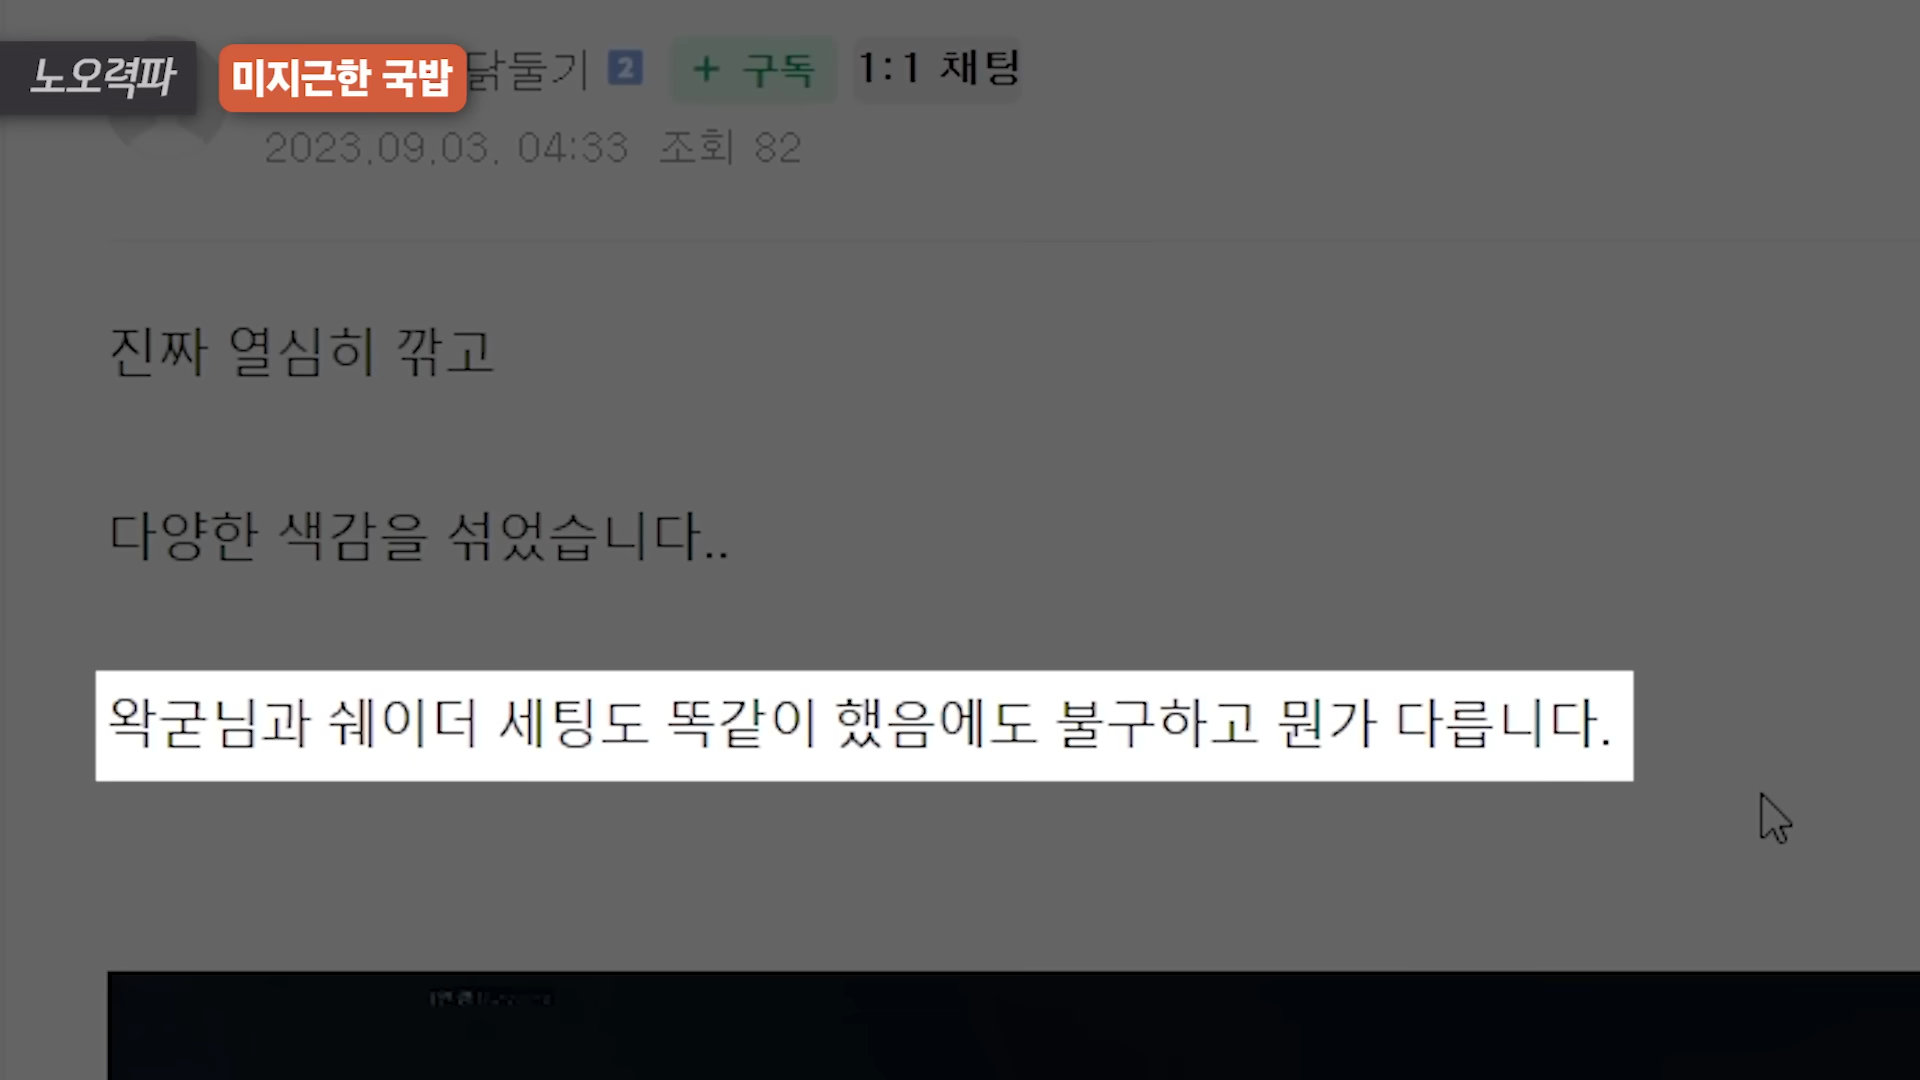 노오력파 미지근한 국밥
닭둘기 2 + 구독 1:1 채팅
2023.09.03. 04:33 조회 82
진짜 열심히 깎고
다양한 색감을 섞었습니다..
왁굳님과 쉐이더 세팅도 똑같이 했음에도 불구하고 뭔가 다릅니다.